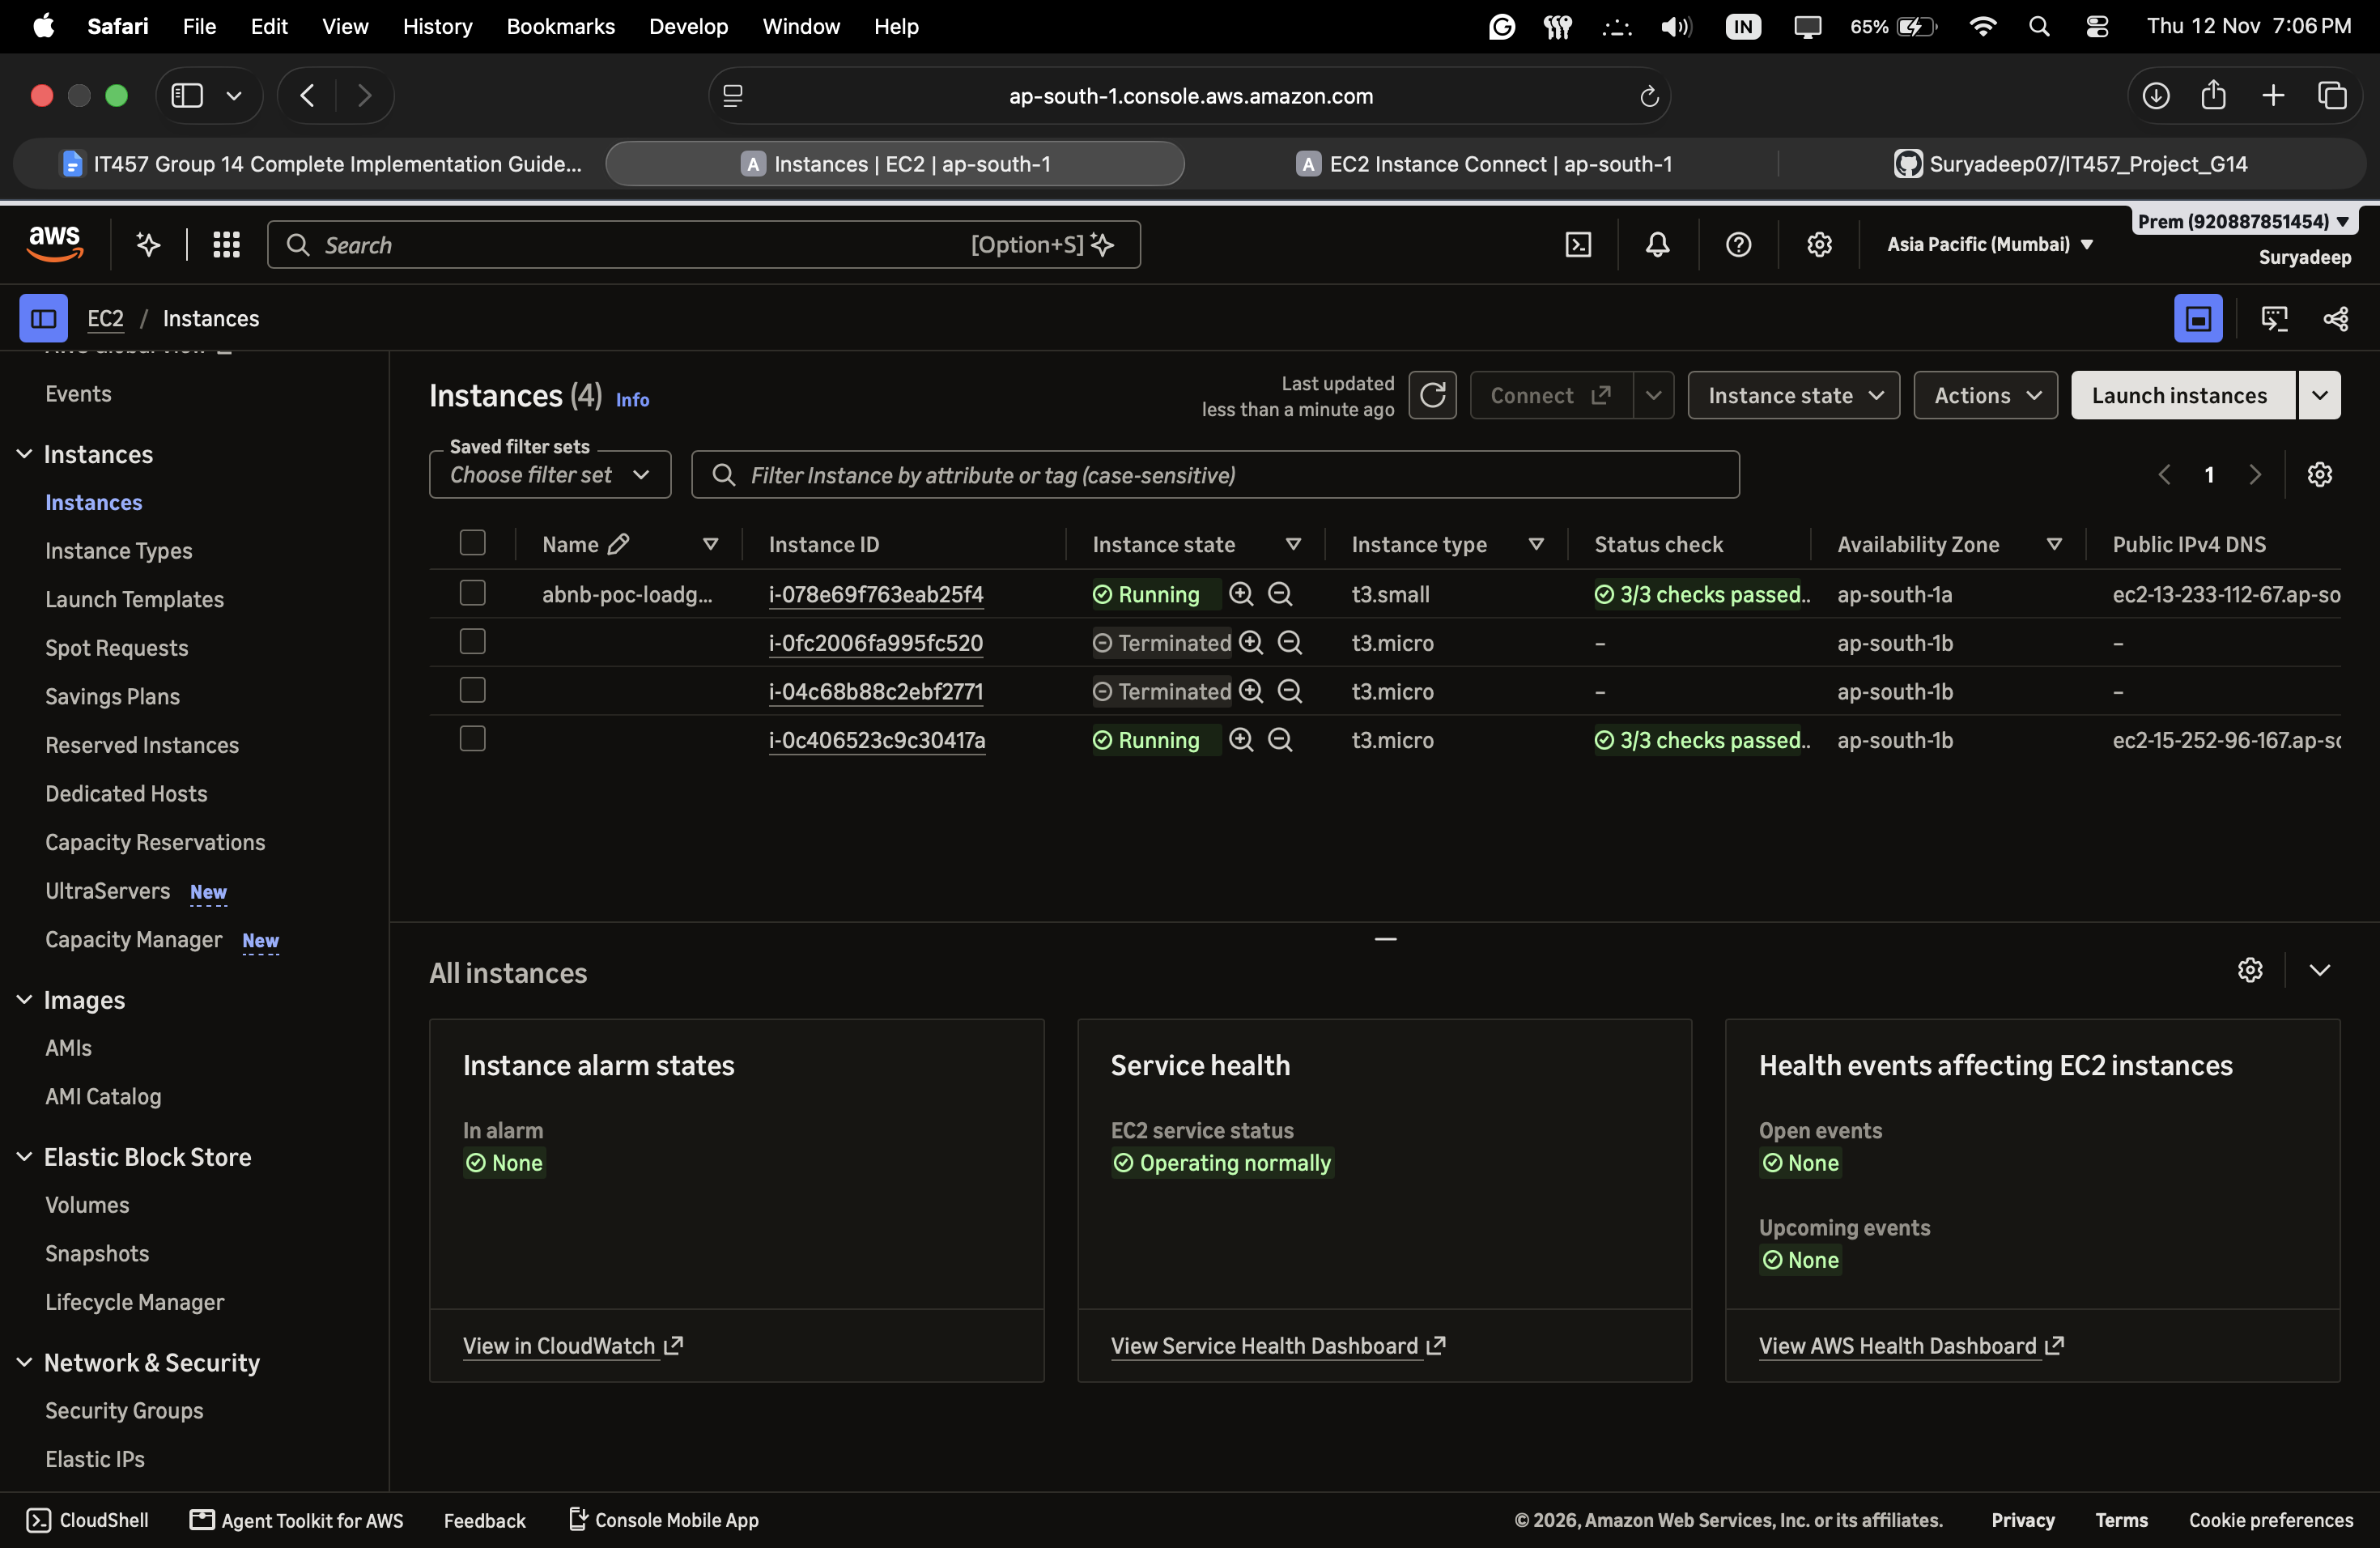 Safari File Edit View History Bookmarks Develop Window Help IN 65% Thu 12 Nov 7:06 PM
ap-south-1.console.aws.amazon.com
IT457 Group 14 Complete Implementation Guide... A Instances | EC2 | ap-south-1 A EC2 Instance Connect | ap-south-1 Suryadeep07/IT457_Project_G14
aws Search [Option+S] Asia Pacific (Mumbai) Prem (920887851454)
Suryadeep
EC2 / Instances
Events
Instances
Instances
Instance Types
Launch Templates
Spot Requests
Savings Plans
Reserved Instances
Dedicated Hosts
Capacity Reservations
UltraServers New
Capacity Manager New
Images
AMIs
AMI Catalog
Elastic Block Store
Volumes
Snapshots
Lifecycle Manager
Network & Security
Security Groups
Elastic IPs
Instances (4) Info
Last updated
less than a minute ago
Connect Instance state Actions Launch instances
Saved filter sets
Choose filter set Filter Instance by attribute or tag (case-sensitive) 1
Name Instance ID Instance state Instance type Status check Availability Zone Public IPv4 DNS
abnb-poc-loadg... i-078e69f763eab25f4 Running t3.small 3/3 checks passed.. ap-south-1a ec2-13-233-112-67.ap-so
i-0fc2006fa995fc520 Terminated t3.micro – ap-south-1b –
i-04c68b88c2ebf2771 Terminated t3.micro – ap-south-1b –
i-0c406523c9c30417a Running t3.micro 3/3 checks passed.. ap-south-1b ec2-15-252-96-167.ap-sc
All instances
Instance alarm states
In alarm
None
View in CloudWatch
Service health
EC2 service status
Operating normally
View Service Health Dashboard
Health events affecting EC2 instances
Open events
None
Upcoming events
None
View AWS Health Dashboard
CloudShell Agent Toolkit for AWS Feedback Console Mobile App © 2026, Amazon Web Services, Inc. or its affiliates. Privacy Terms Cookie preferences